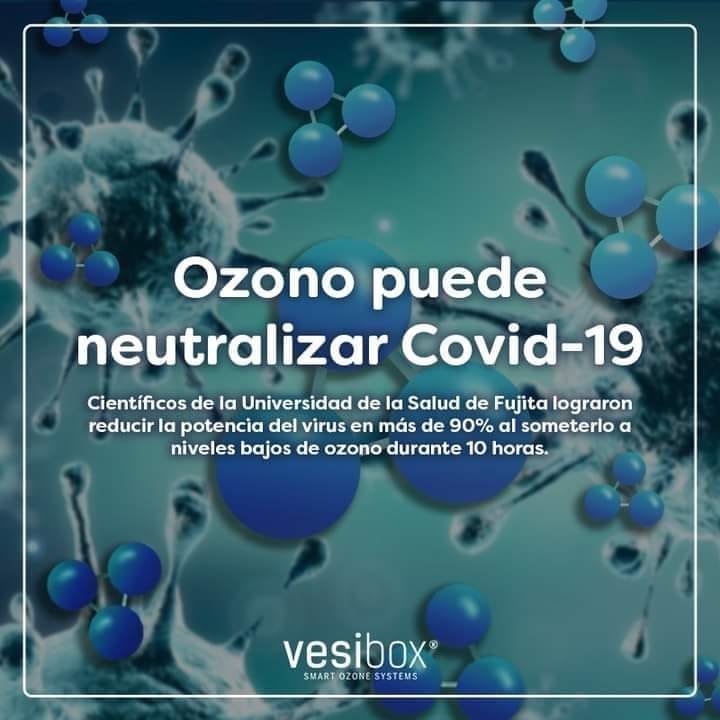 Ozono puede
neutralizar Covid-19
Científicos de la Universidad de la Salud de Fujita lograron
reducir la potencia del virus en más de 90% al someterlo a
niveles bajos de ozono durante 10 horas.
vesibox®
SMART OZONE SYSTEMS